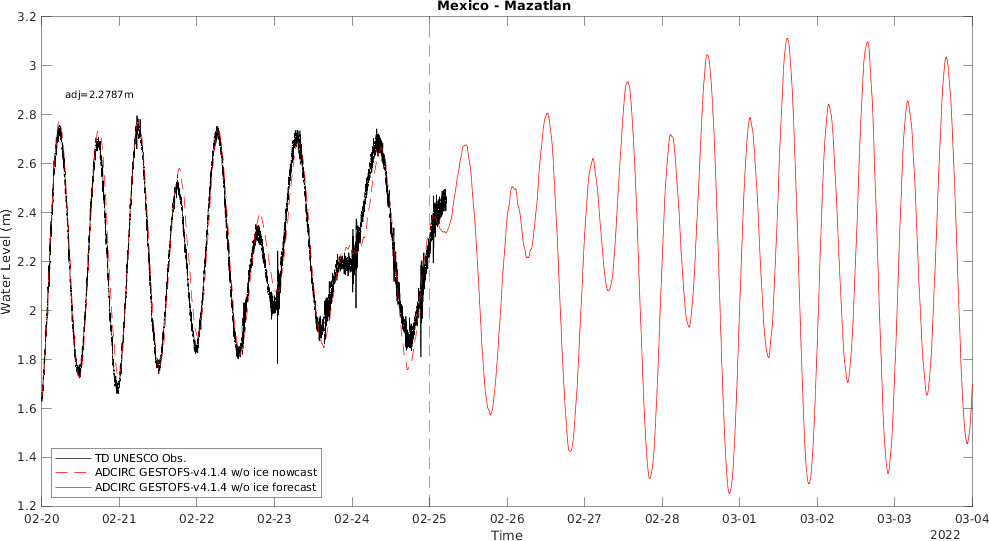 Mexico - Mazatlan
adj=2.2787m
Water Level (m)
3.2
3
2.8
2.6
2.4
2.2
2
1.8
1.6
1.4
1.2
TD UNESCO Obs.
ADCIRC GESTOFS-v4.1.4 w/o ice nowcast
ADCIRC GESTOFS-v4.1.4 w/o ice forecast
02-20 02-21 02-22 02-23 02-24 02-25 02-26 02-27 02-28 03-01 03-02 03-03 03-04
Time
2022